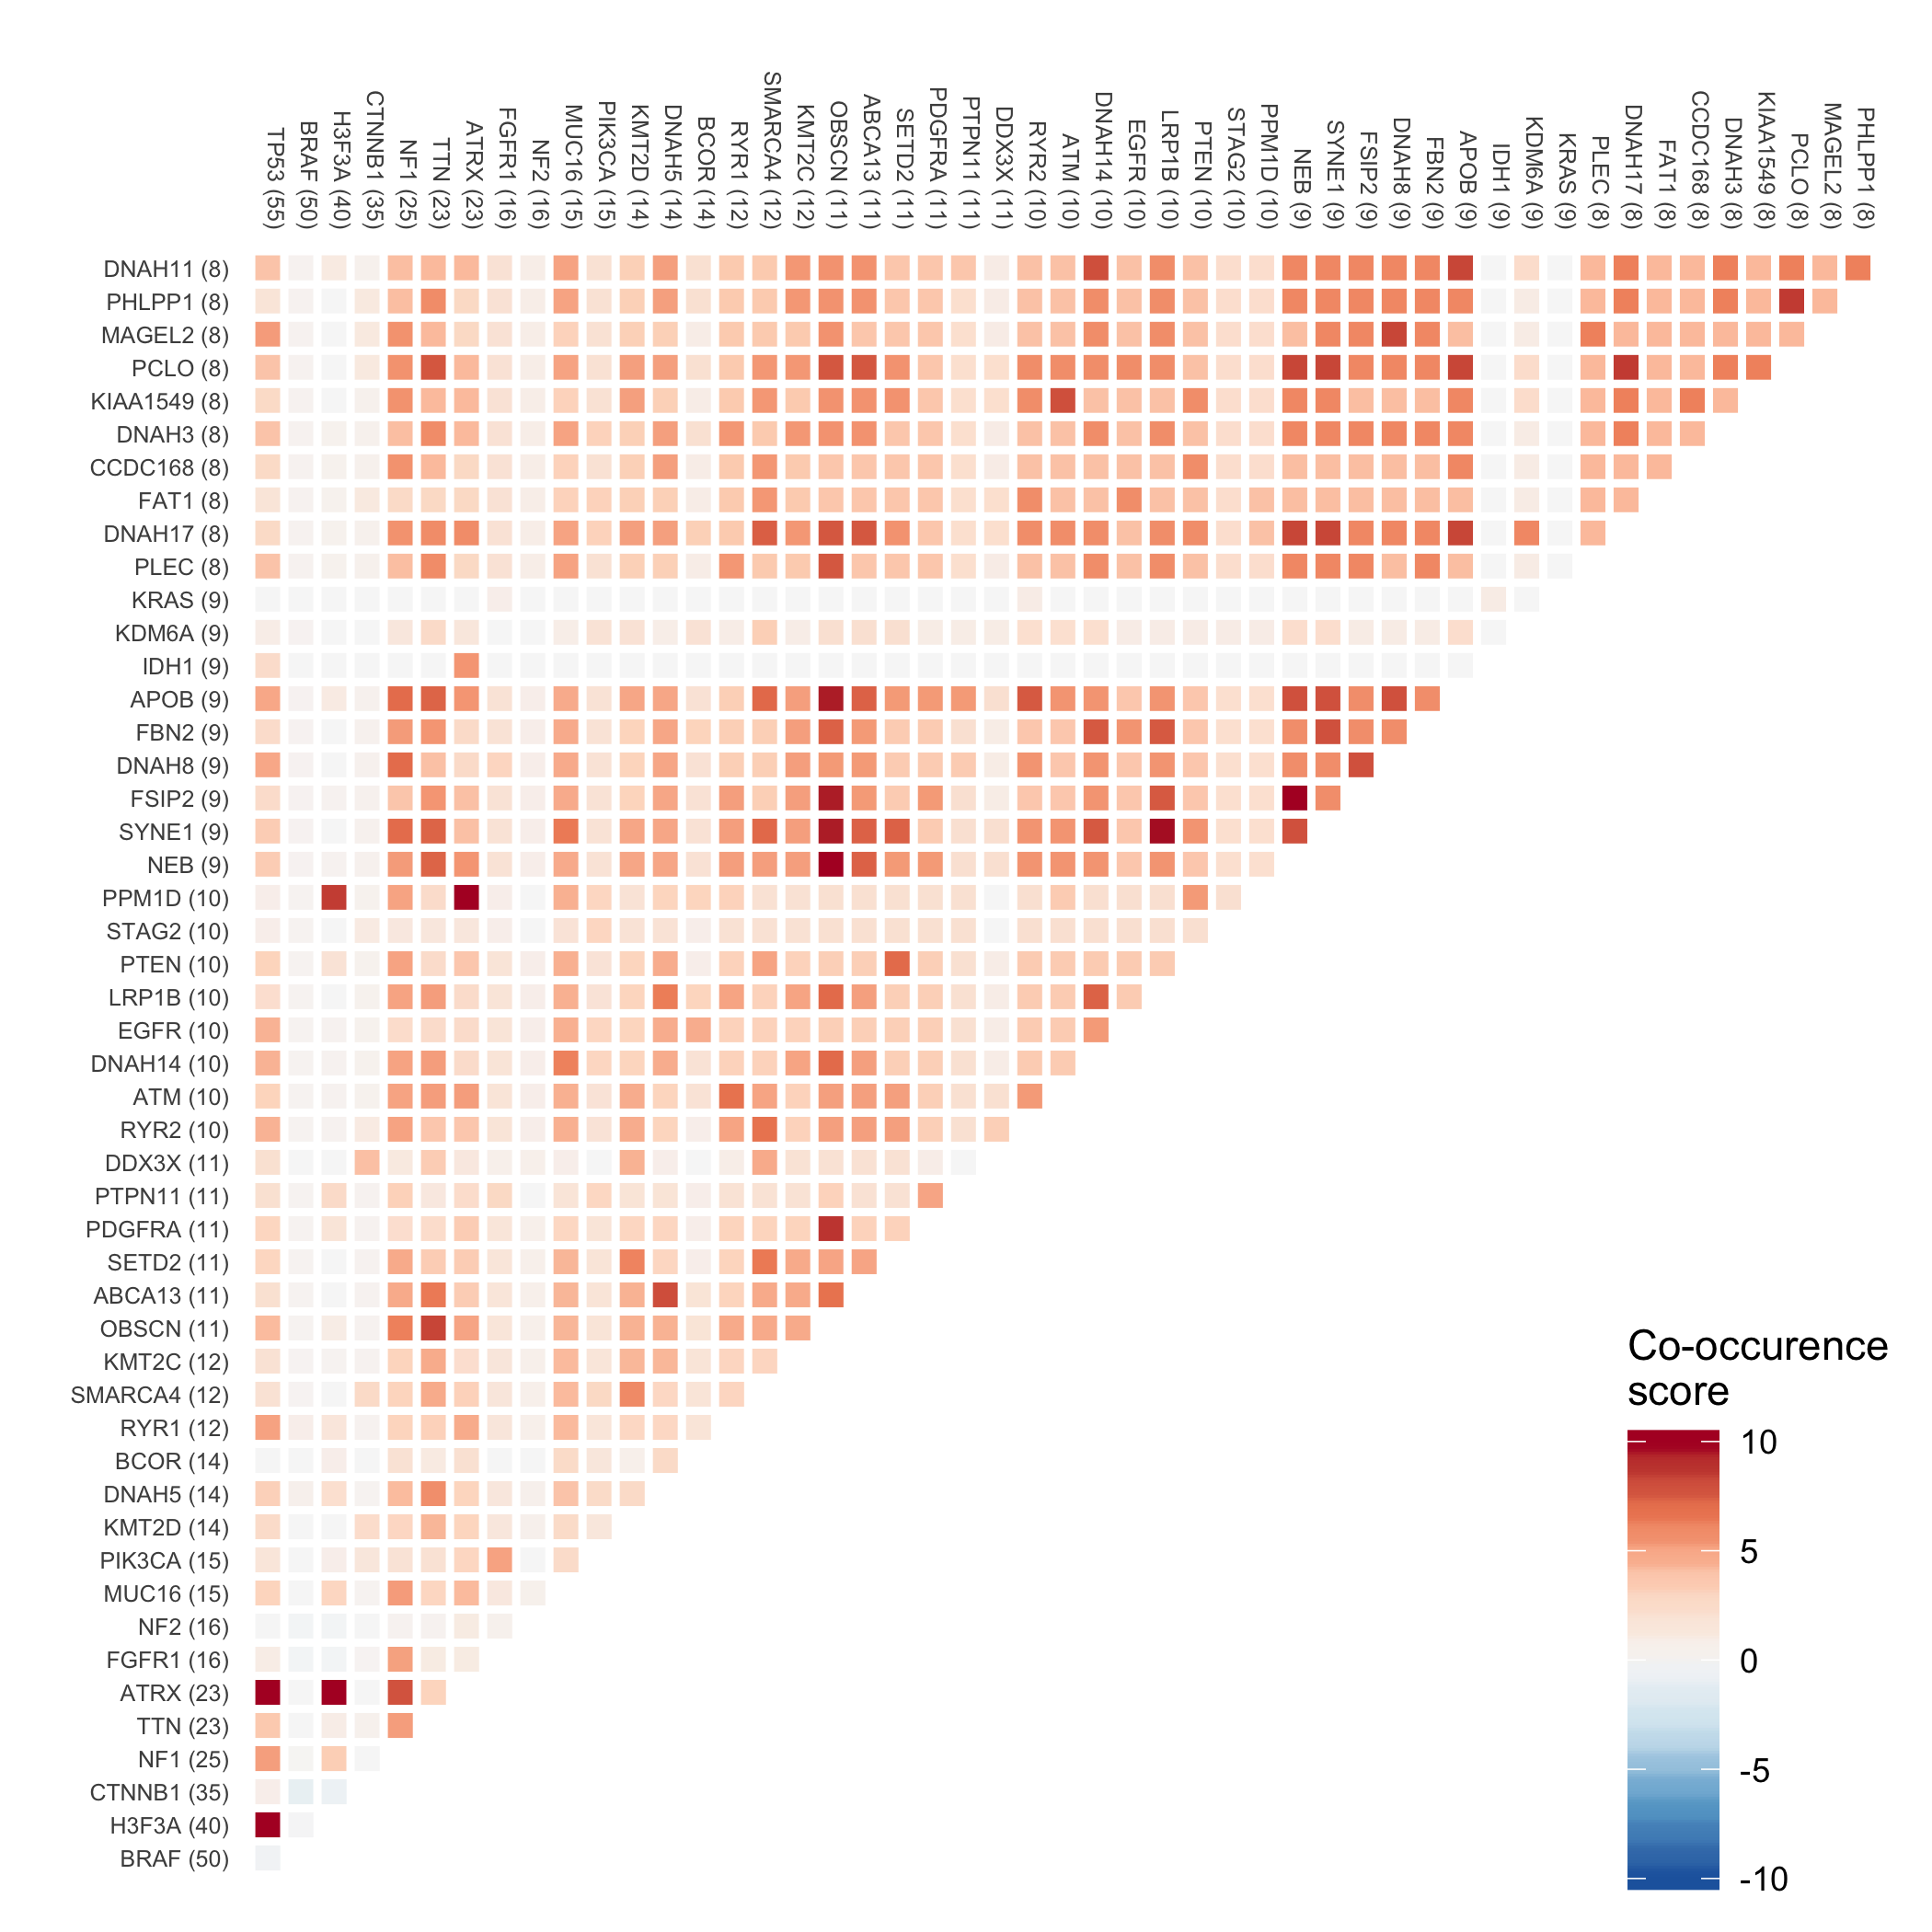 TP53 (55)
BRAF (50)
H3F3A (40)
CTNNB1 (35)
NF1 (25)
TTN (23)
ATRX (23)
FGFR1 (16)
NF2 (16)
MUC16 (15)
PIK3CA (15)
KMT2D (14)
DNAH5 (14)
BCOR (14)
RYR1 (12)
SMARCA4 (12)
KMT2C (12)
OBSCN (11)
ABCA13 (11)
SETD2 (11)
PDGFRA (11)
PTPN11 (11)
DDX3X (11)
RYR2 (10)
ATM (10)
DNAH14 (10)
EGFR (10)
LRP1B (10)
PTEN (10)
STAG2 (10)
PPM1D (10)
NEB (9)
SYNE1 (9)
FSIP2 (9)
DNAH8 (9)
FBN2 (9)
APOB (9)
IDH1 (9)
KDM6A (9)
KRAS (9)
PLEC (8)
DNAH17 (8)
FAT1 (8)
CCDC168 (8)
DNAH3 (8)
KIAA1549 (8)
PCLO (8)
MAGEL2 (8)
PHLPP1 (8)
DNAH11 (8)
PHLPP1 (8)
MAGEL2 (8)
PCLO (8)
KIAA1549 (8)
DNAH3 (8)
CCDC168 (8)
FAT1 (8)
DNAH17 (8)
PLEC (8)
KRAS (9)
KDM6A (9)
IDH1 (9)
APOB (9)
FBN2 (9)
DNAH8 (9)
FSIP2 (9)
SYNE1 (9)
NEB (9)
PPM1D (10)
STAG2 (10)
PTEN (10)
LRP1B (10)
EGFR (10)
DNAH14 (10)
ATM (10)
RYR2 (10)
DDX3X (11)
PTPN11 (11)
PDGFRA (11)
SETD2 (11)
ABCA13 (11)
OBSCN (11)
KMT2C (12)
SMARCA4 (12)
RYR1 (12)
BCOR (14)
DNAH5 (14)
KMT2D (14)
PIK3CA (15)
MUC16 (15)
NF2 (16)
FGFR1 (16)
ATRX (23)
TTN (23)
NF1 (25)
CTNNB1 (35)
H3F3A (40)
BRAF (50)
Co-occurence
score
10
5
0
-5
-10